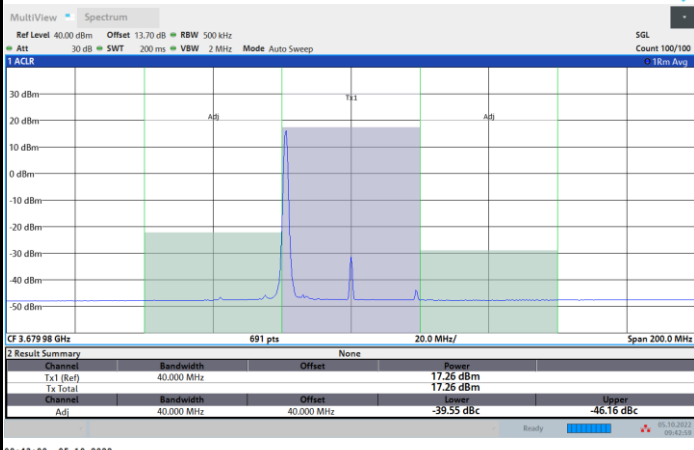 MultiView Spectrum
Ref Level 40.00 dBm Offset 13.70 dB RBW 500 kHz SGL
Att 30 dB SWT 200 ms VBW 2 MHz Mode Auto Sweep Count 100/100
1 ACLR 1Rm Avg
30 dBm
Tx1
20 dBm Adj Adj
10 dBm
0 dBm
-10 dBm
-20 dBm
-30 dBm
-40 dBm
-50 dBm
CF 3.679 98 GHz 691 pts 20.0 MHz/ Span 200.0 MHz
2 Result Summary None
Channel Bandwidth Offset Power
Tx1 (Ref) 40.000 MHz 17.26 dBm
Tx Total 17.26 dBm
Channel Bandwidth Offset Lower Upper
Adj 40.000 MHz 40.000 MHz -39.55 dBc -46.16 dBc
Ready 05.10.2022
09:42:59